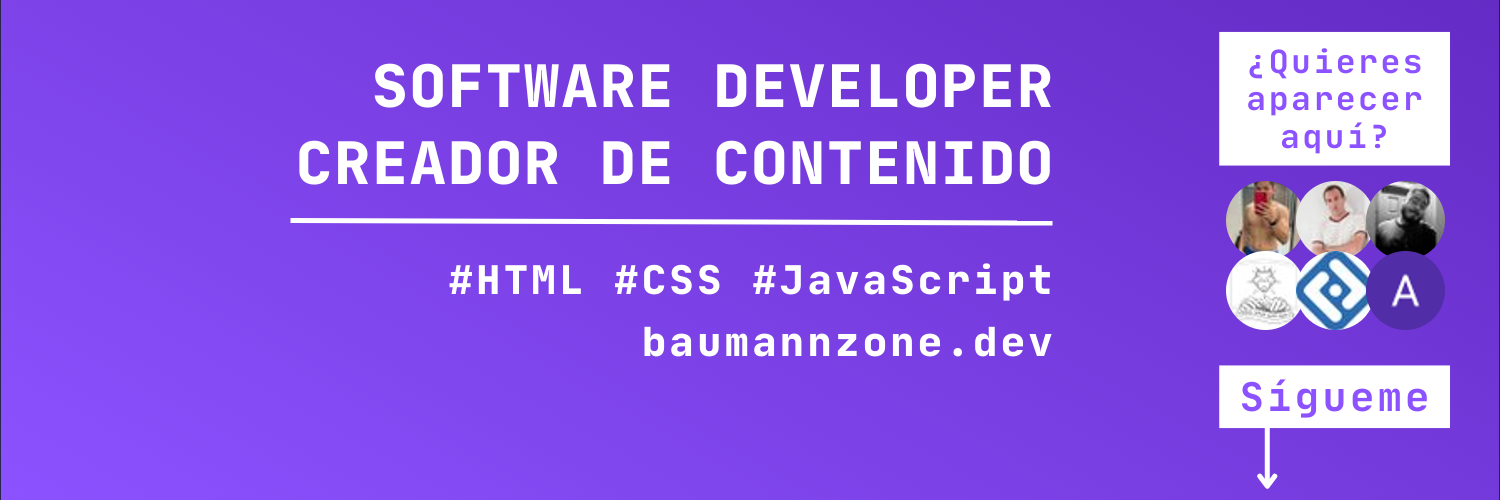 SOFTWARE DEVELOPER
CREADOR DE CONTENIDO
#HTML #CSS #JavaScript
baumannzone.dev
¿Quieres
aparecer
aquí?
A
Sígueme